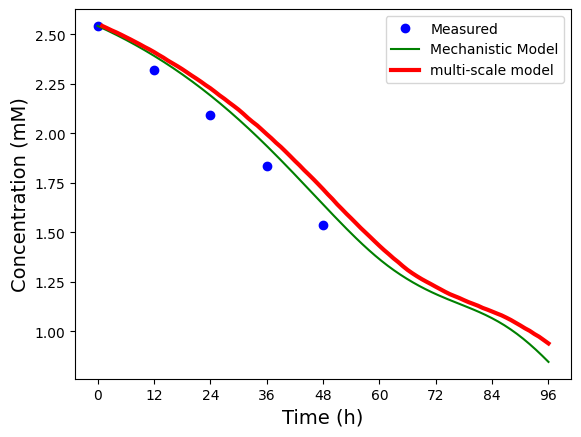 Measured
Mechanistic Model
multi-scale model
2.50
2.25
2.00
1.75
1.50
1.25
1.00
Concentration (mM)
0 12 24 36 48 60 72 84 96
Time (h)